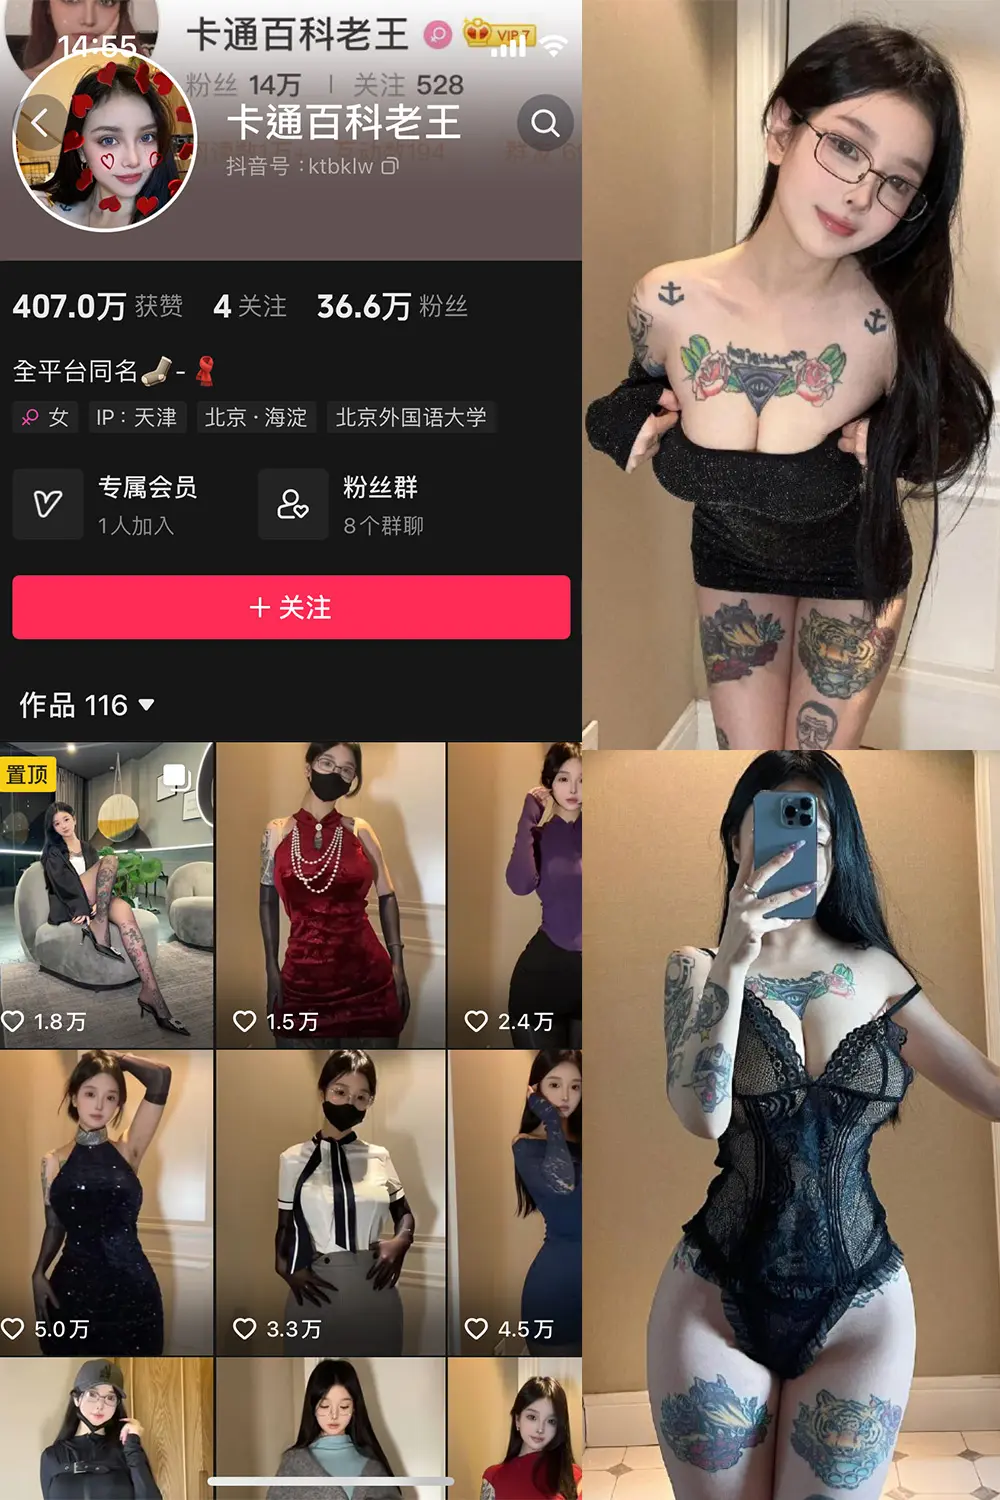 14:55
卡通百科老王
VIP 7
粉丝 14万 | 关注 528
卡通百科老王
抖音号：ktbklw
407.0万 获赞 4 关注 36.6万 粉丝
全平台同名 -
女 IP：天津 北京·海淀 北京外国语大学
专属会员
1人加入
粉丝群
8个群聊
+ 关注
作品 116
置顶
1.8万
1.5万
2.4万
5.0万
3.3万
4.5万